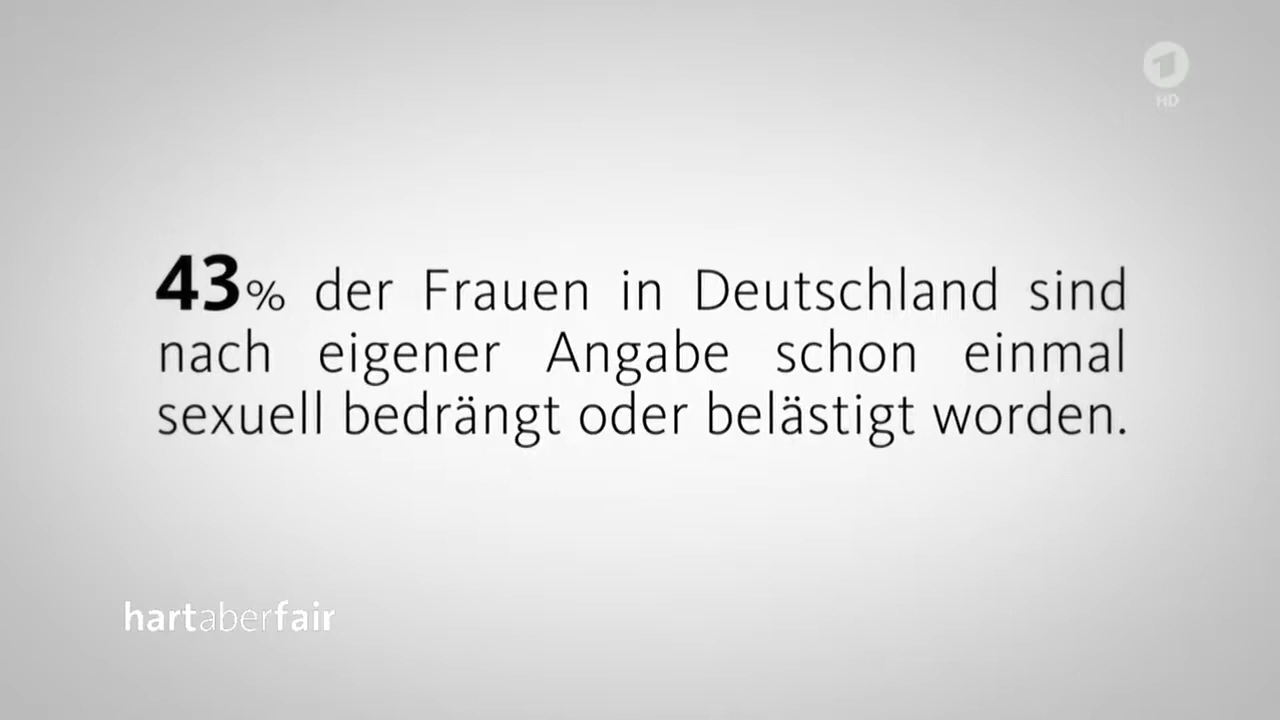 1
HD
43% der Frauen in Deutschland sind
nach eigener Angabe schon einmal
sexuell bedrängt oder belästigt worden.
hartaberfair